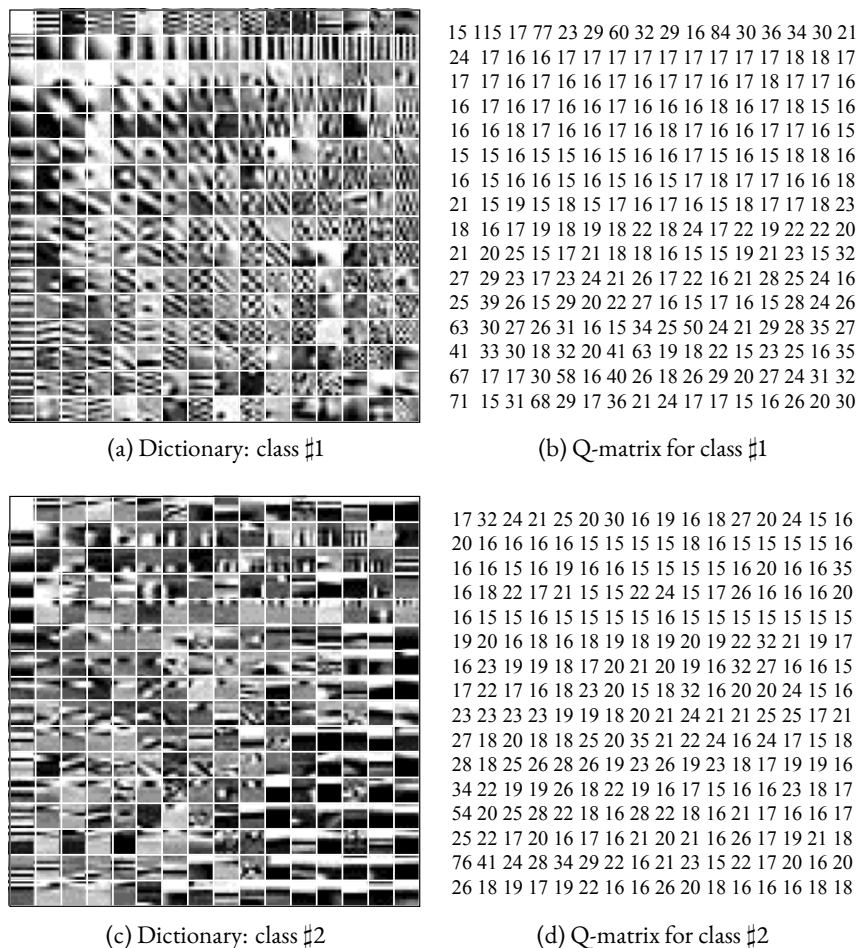 15 115 17 77 23 29 60 32 29 16 84 30 36 34 30 21
24 17 16 16 17 17 17 17 17 17 17 17 17 18 18 17
17 17 16 17 16 16 17 16 16 17 16 17 18 17 17 16
16 17 16 17 16 16 17 16 16 16 18 16 17 18 15 16
16 16 18 17 16 16 17 16 18 17 16 16 17 17 16 15
15 15 16 15 15 16 15 16 16 17 15 16 15 18 18 16
16 15 16 16 15 16 15 16 15 17 18 17 17 16 16 18
21 15 19 15 18 15 17 16 17 16 15 18 17 17 18 23
18 16 17 19 18 19 18 22 18 24 17 22 19 22 22 20
21 20 25 15 17 21 18 18 16 15 15 19 21 23 15 32
27 29 23 17 23 24 21 26 17 22 16 21 28 25 24 16
25 39 26 15 29 20 22 27 16 15 17 16 15 28 24 26
63 30 27 26 31 16 15 34 25 50 24 21 29 28 35 27
41 33 30 18 32 20 41 63 19 18 22 15 23 25 16 35
67 17 17 30 58 16 40 26 18 26 29 20 27 24 31 32
71 15 31 68 29 17 36 21 24 17 17 15 16 26 20 30
(a) Dictionary: class ♯1
(b) Q-matrix for class ♯1
17 32 24 21 25 20 30 16 19 16 18 27 20 24 15 16
20 16 16 16 16 15 15 15 15 18 16 15 15 15 15 16
16 16 15 16 19 16 16 15 15 15 15 16 20 16 16 35
16 18 22 17 21 15 15 22 24 15 17 26 16 16 16 20
16 15 15 16 15 15 15 15 16 15 15 15 15 15 15 15
19 20 16 18 16 18 19 18 19 20 19 22 32 21 19 17
16 23 19 19 18 17 20 21 20 19 16 32 27 16 16 15
17 22 17 16 18 23 20 15 18 32 16 20 20 24 15 16
23 23 23 23 19 19 18 20 21 24 21 21 25 25 17 21
27 18 20 18 18 25 20 35 21 22 24 16 24 17 15 18
28 18 25 26 28 26 19 23 26 19 23 18 17 19 19 16
34 22 19 19 26 18 22 19 16 17 15 16 16 23 18 17
54 20 25 28 22 18 16 28 22 18 16 21 17 16 16 17
25 22 17 20 16 17 16 21 20 21 16 26 17 19 21 18
76 41 24 28 34 29 22 16 21 23 15 22 17 20 16 20
26 18 19 17 19 22 16 16 26 20 18 16 16 16 18 18
(c) Dictionary: class ♯2
(d) Q-matrix for class ♯2